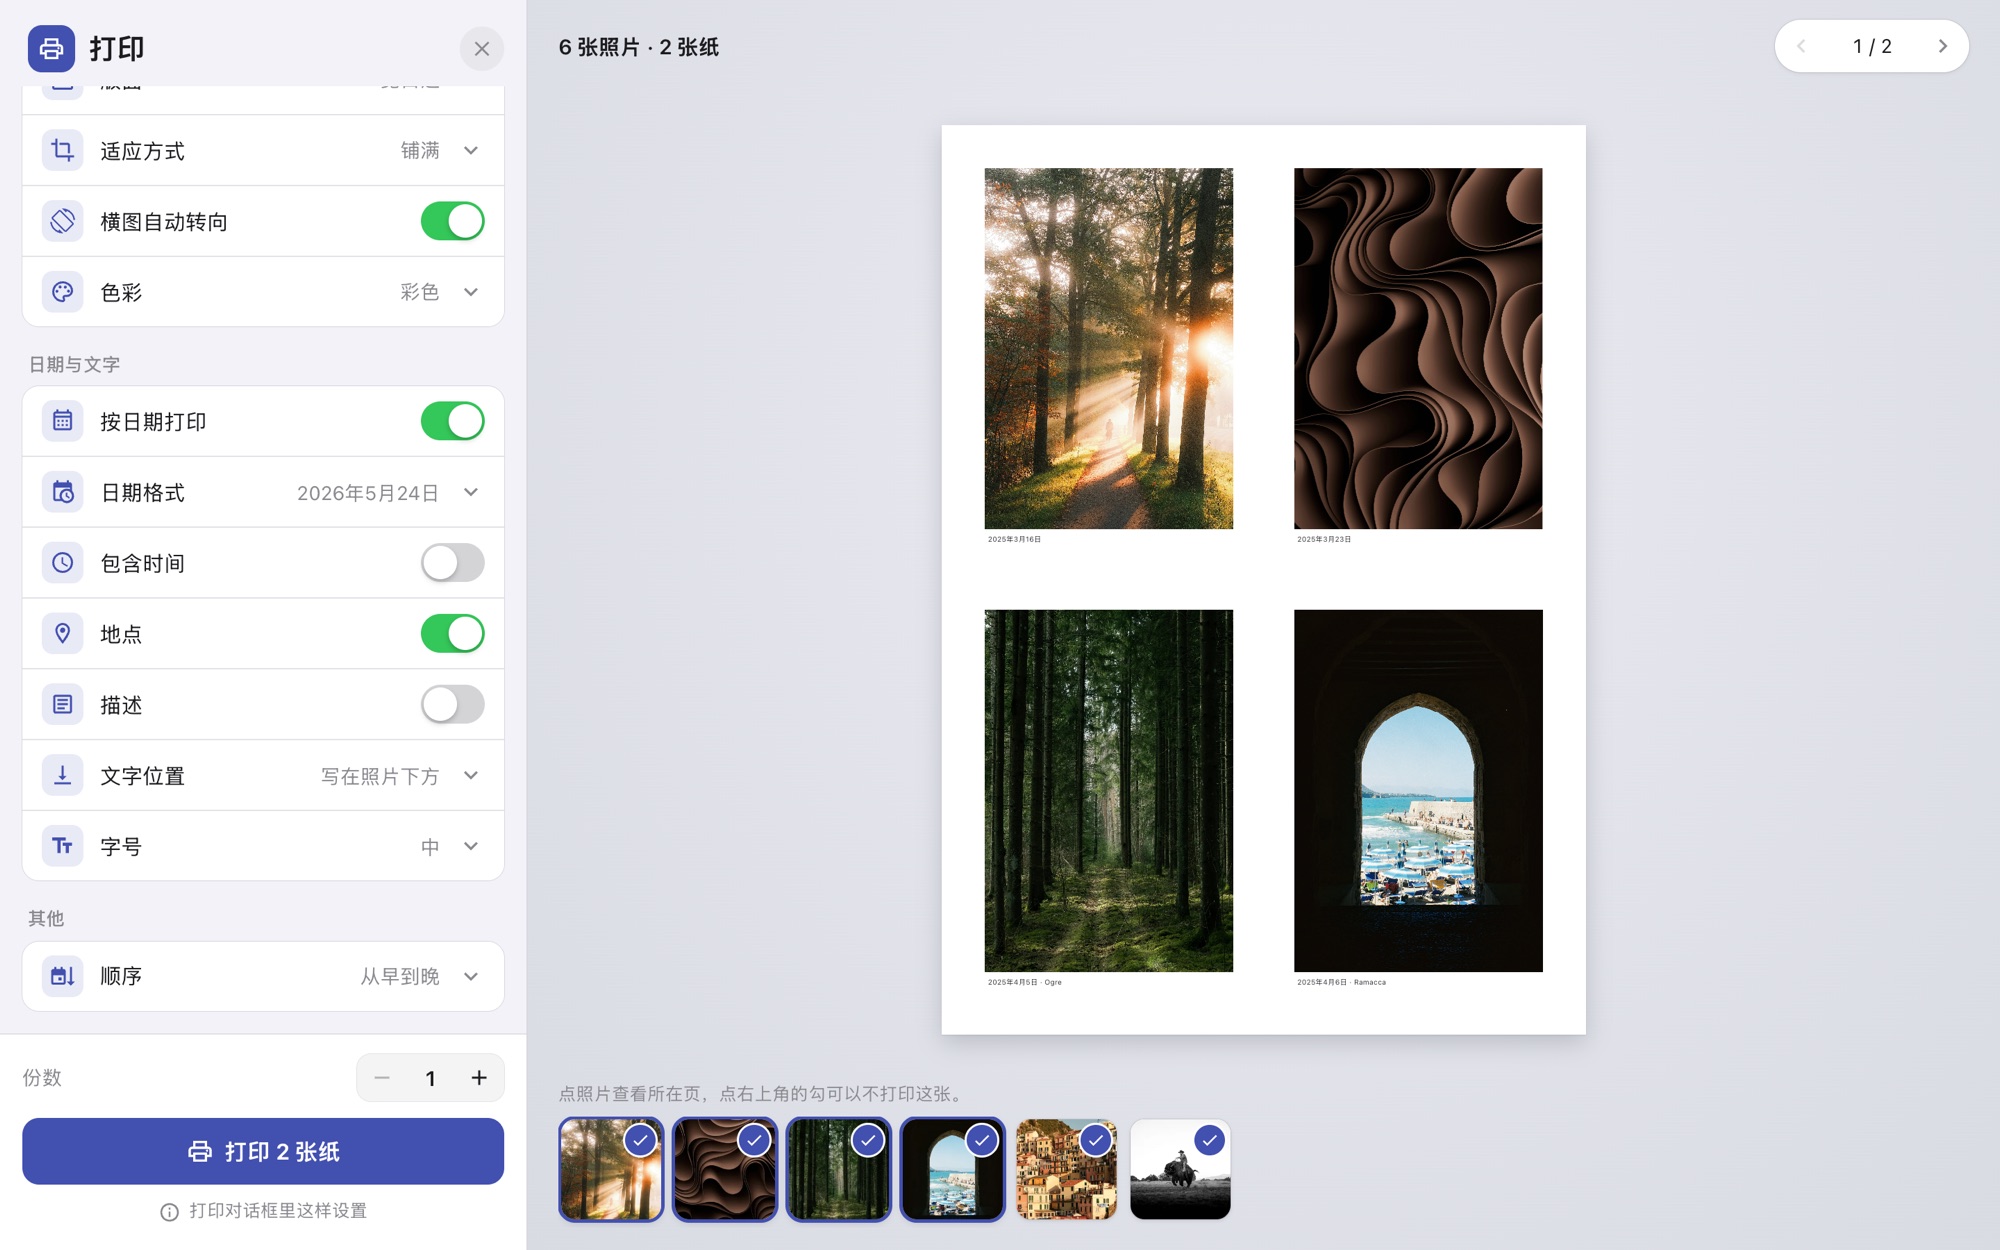 打印
6 张照片 · 2 张纸
1 / 2
适应方式 铺满
横图自动转向
色彩 彩色
日期与文字
按日期打印
日期格式 2026年5月24日
包含时间
地点
描述
文字位置 写在照片下方
字号 中
其他
顺序 从早到晚
份数 1
打印 2 张纸
打印对话框里这样设置
2025年3月16日
2025年3月23日
2025年4月5日 · Ogre
2025年4月6日 · Ramacca
点照片查看所在页，点右上角的勾可以不打印这张。